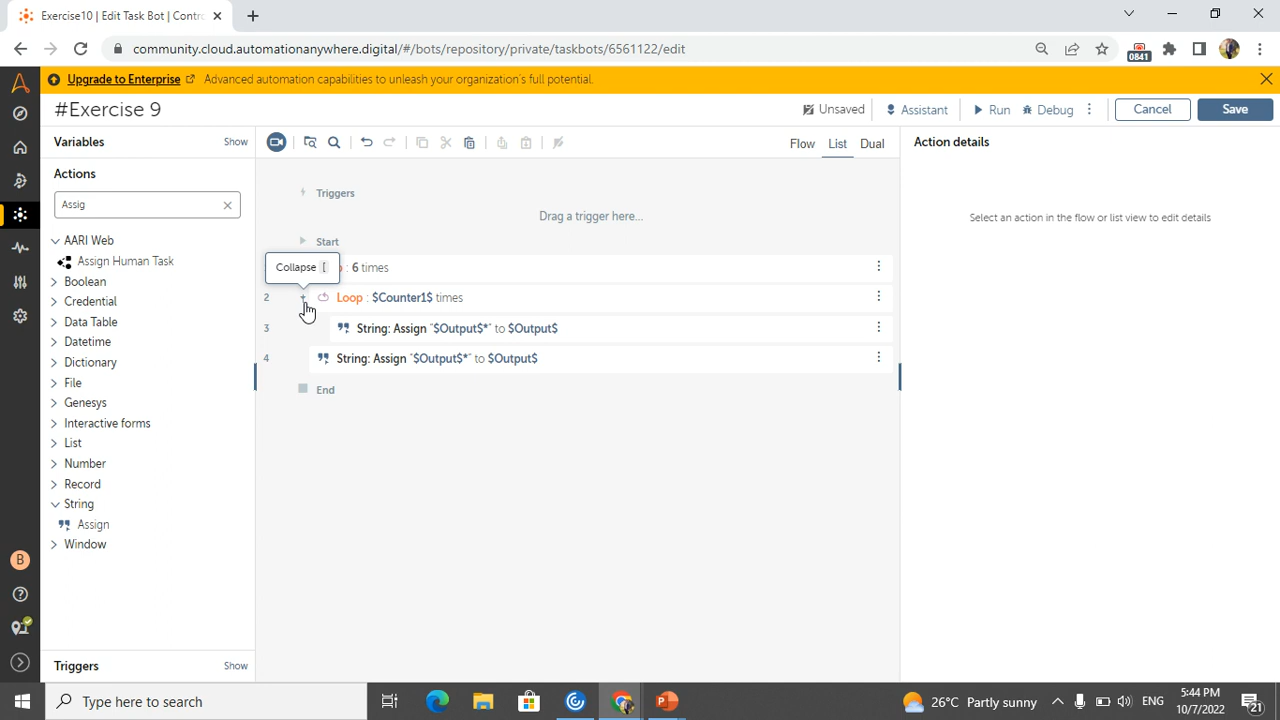 Exercise10 | Edit Task Bot | Contr
community.cloud.automationanywhere.digital/#/bots/repository/private/taskbots/6561122/edit
0841
Upgrade to Enterprise Advanced automation capabilities to unleash your organization's full potential.
#Exercise 9
Unsaved
Assistant
Run
Debug
Cancel
Save
Variables
Show
Flow
List
Dual
Action details
Actions
Assig
Triggers
Drag a trigger here...
Select an action in the flow or list view to edit details
AARI Web
Assign Human Task
Boolean
Credential
Data Table
Datetime
Dictionary
File
Genesys
Interactive forms
List
Number
Record
String
Assign
Window
Start
Collapse [
: 6 times
2 Loop : $Counter1$ times
3 String: Assign "$Output$*" to $Output$
4 String: Assign "$Output$*" to $Output$
End
B
Triggers
Show
Type here to search
26°C Partly sunny
ENG
5:44 PM
10/7/2022
21